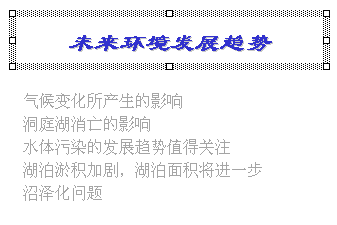 未来环境发展趋势
气候变化所产生的影响
洞庭湖消亡的影响
水体污染的发展趋势值得关注
湖泊淤积加剧，湖泊面积将进一步
沼泽化问题